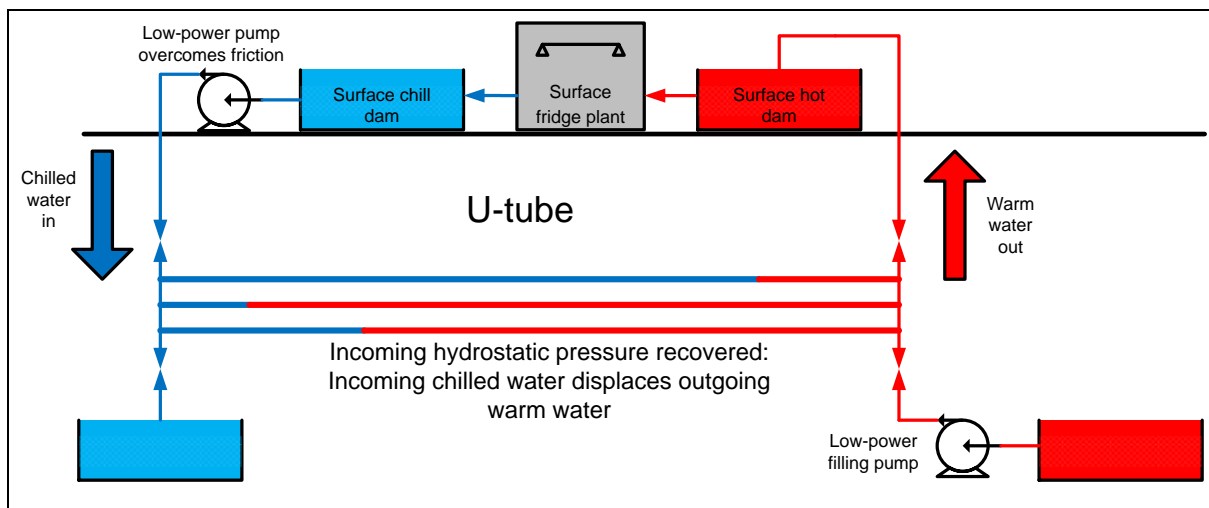 Low-power pump
overcomes friction
Surface chill
dam
Surface
fridge plant
Surface hot
dam
Chilled
water
in
U-tube
Warm
water
out
Incoming hydrostatic pressure recovered:
Incoming chilled water displaces outgoing
warm water
Low-power
filling pump